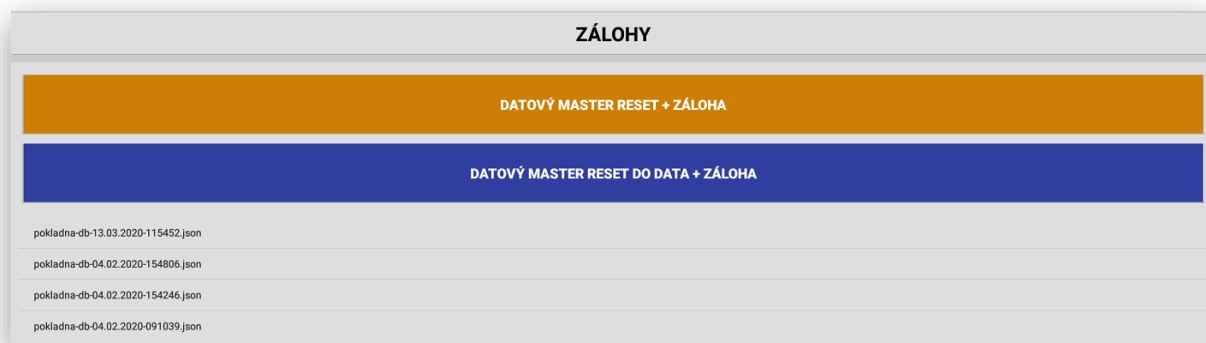 ZÁLOHY
DATOVÝ MASTER RESET + ZÁLOHA
DATOVÝ MASTER RESET DO DATA + ZÁLOHA
pokladna-db-13.03.2020-115452.json
pokladna-db-04.02.2020-154806.json
pokladna-db-04.02.2020-154246.json
pokladna-db-04.02.2020-091039.json